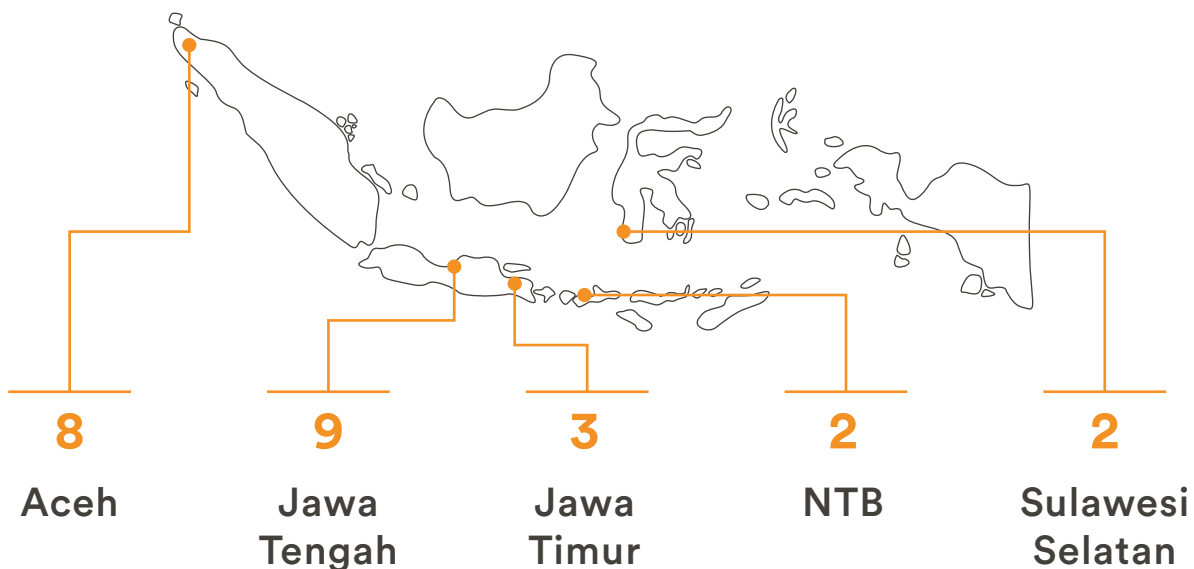 8
Aceh
9
Jawa
Tengah
3
Jawa
Timur
2
NTB
2
Sulawesi
Selatan